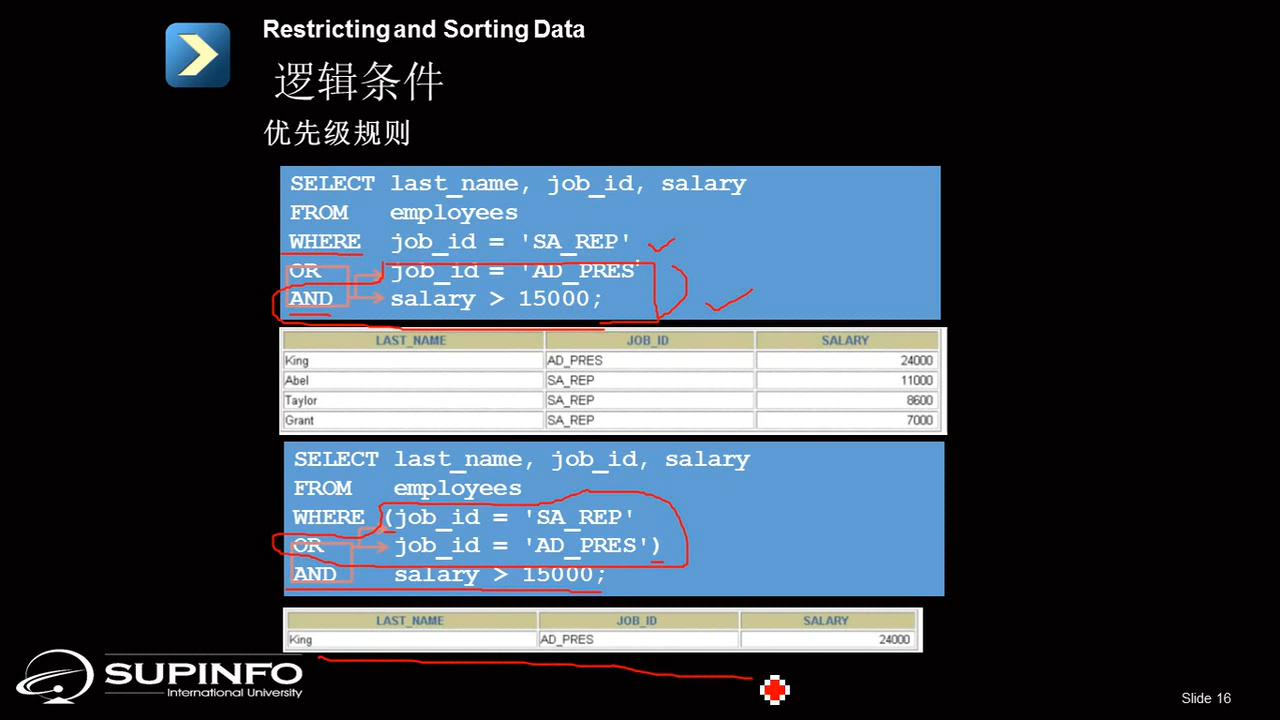 Restricting and Sorting Data
逻辑条件
优先级规则
SELECT last_name, job_id, salary
FROM employees
WHERE job_id = 'SA_REP'
OR job_id = 'AD_PRES'
AND salary > 15000;
LAST_NAME JOB_ID SALARY
King AD_PRES 24000
Abel SA_REP 11000
Taylor SA_REP 8600
Grant SA_REP 7000
SELECT last_name, job_id, salary
FROM employees
WHERE (job_id = 'SA_REP'
OR job_id = 'AD_PRES')
AND salary > 15000;
LAST_NAME JOB_ID SALARY
King AD_PRES 24000
SUPINFO
International University
Slide 16